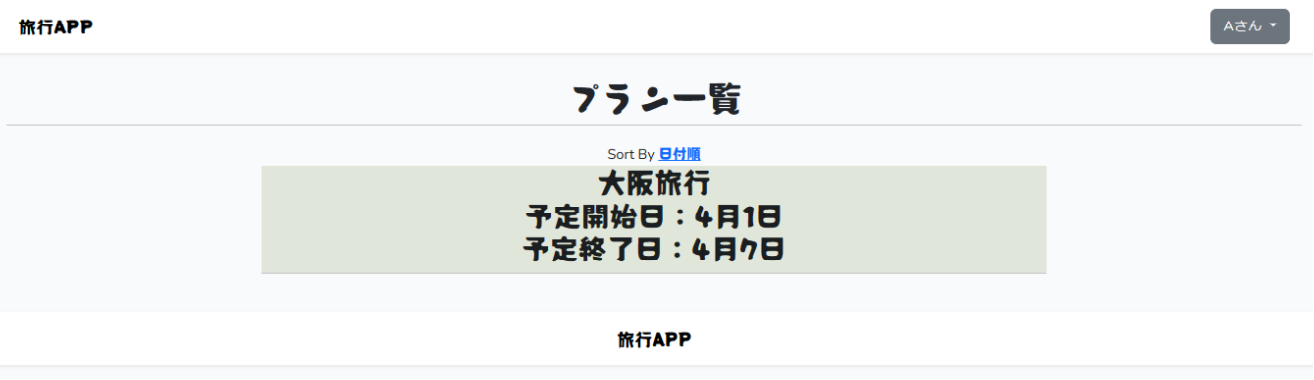 旅行APP
Aさん
プラン一覧
Sort By 日付順
大阪旅行
予定開始日：4月1日
予定終了日：4月7日
旅行APP